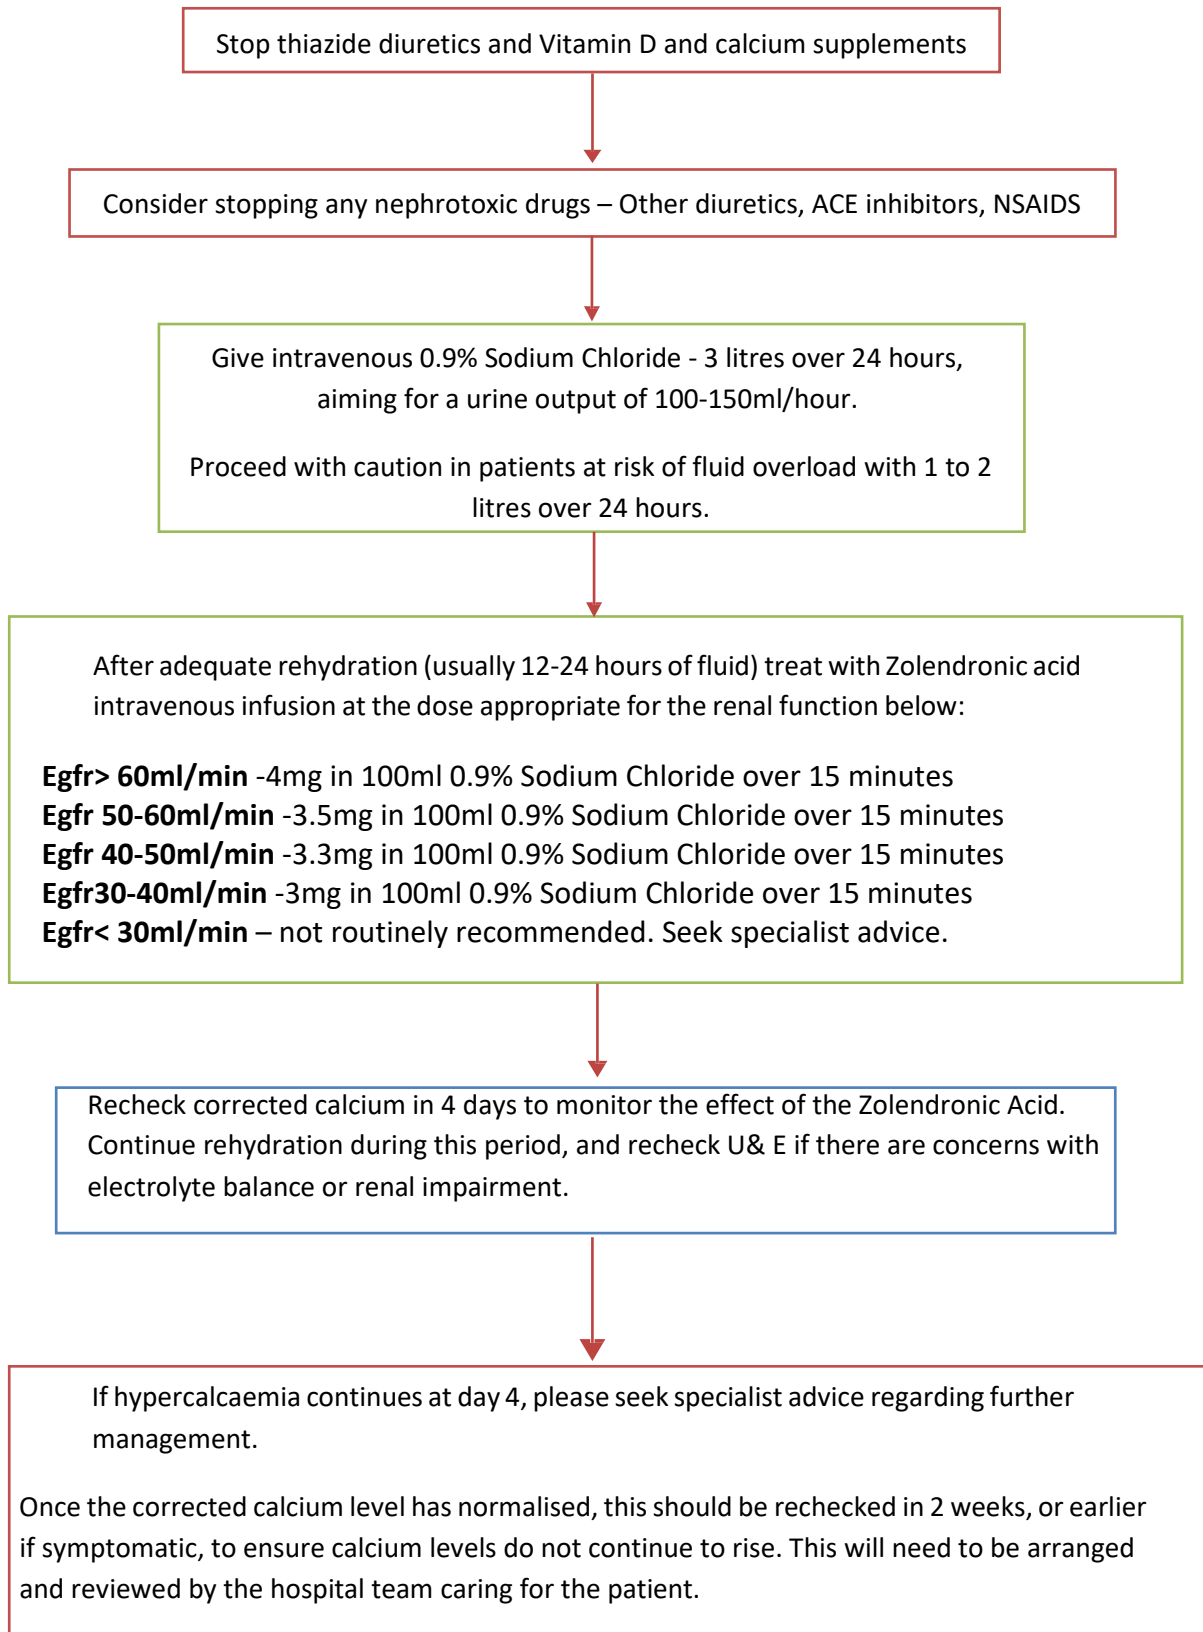 Stop thiazide diuretics and Vitamin D and calcium supplements
Consider stopping any nephrotoxic drugs – Other diuretics, ACE inhibitors, NSAIDS
Give intravenous 0.9% Sodium Chloride - 3 litres over 24 hours,
aiming for a urine output of 100-150ml/hour.
Proceed with caution in patients at risk of fluid overload with 1 to 2
litres over 24 hours.
After adequate rehydration (usually 12-24 hours of fluid) treat with Zolendronic acid
intravenous infusion at the dose appropriate for the renal function below:
Egfr> 60ml/min -4mg in 100ml 0.9% Sodium Chloride over 15 minutes
Egfr 50-60ml/min -3.5mg in 100ml 0.9% Sodium Chloride over 15 minutes
Egfr 40-50ml/min -3.3mg in 100ml 0.9% Sodium Chloride over 15 minutes
Egfr30-40ml/min -3mg in 100ml 0.9% Sodium Chloride over 15 minutes
Egfr< 30ml/min – not routinely recommended. Seek specialist advice.
Recheck corrected calcium in 4 days to monitor the effect of the Zolendronic Acid.
Continue rehydration during this period, and recheck U& E if there are concerns with
electrolyte balance or renal impairment.
If hypercalcaemia continues at day 4, please seek specialist advice regarding further
management.
Once the corrected calcium level has normalised, this should be rechecked in 2 weeks, or earlier
if symptomatic, to ensure calcium levels do not continue to rise. This will need to be arranged
and reviewed by the hospital team caring for the patient.